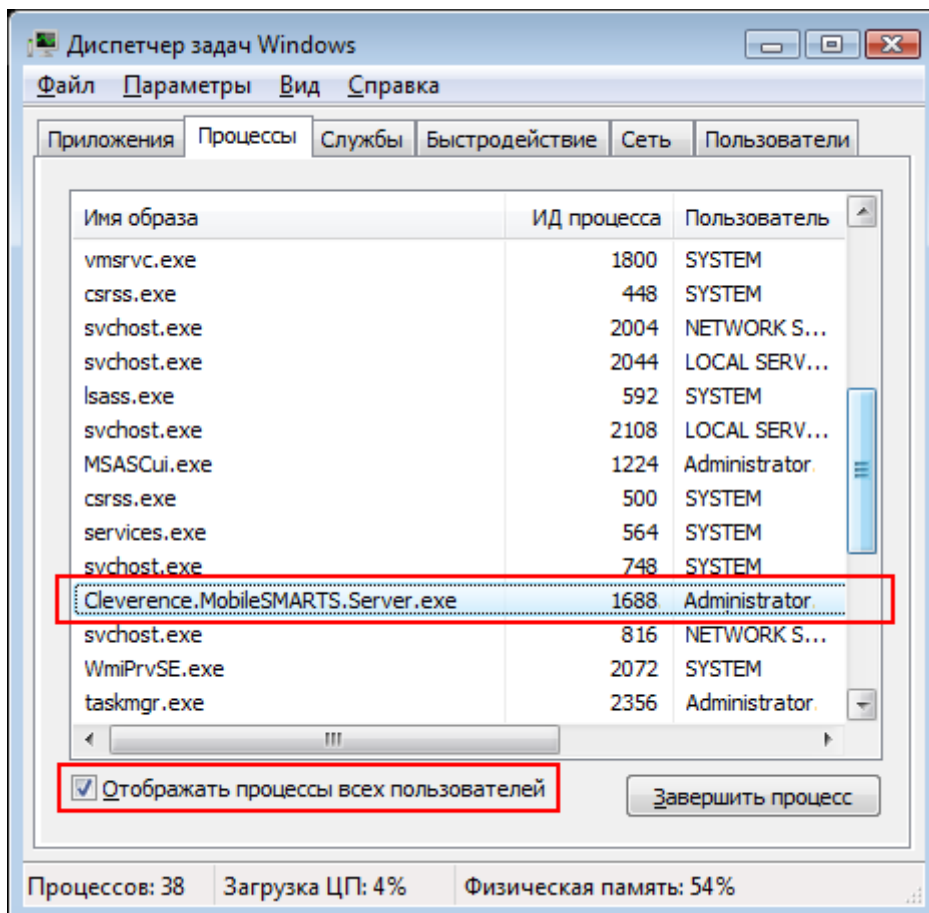 Диспетчер задач Windows
Файл Параметры Вид Справка
Приложения Процессы Службы Быстродействие Сеть Пользователи
Имя образа ИД процесса Пользователь
vmsrvc.exe 1800 SYSTEM
csrss.exe 448 SYSTEM
svchost.exe 2004 NETWORK S...
svchost.exe 2044 LOCAL SERV...
lsass.exe 592 SYSTEM
svchost.exe 2108 LOCAL SERV...
MSASCui.exe 1224 Administrator
csrss.exe 500 SYSTEM
services.exe 564 SYSTEM
svchost.exe 748 SYSTEM
Cleverence.MobileSMARTS.Server.exe 1688 Administrator
svchost.exe 816 NETWORK S...
WmiPrvSE.exe 2072 SYSTEM
taskmgr.exe 2356 Administrator
Отображать процессы всех пользователей Завершить процесс
Процессов: 38 Загрузка ЦП: 4% Физическая память: 54%